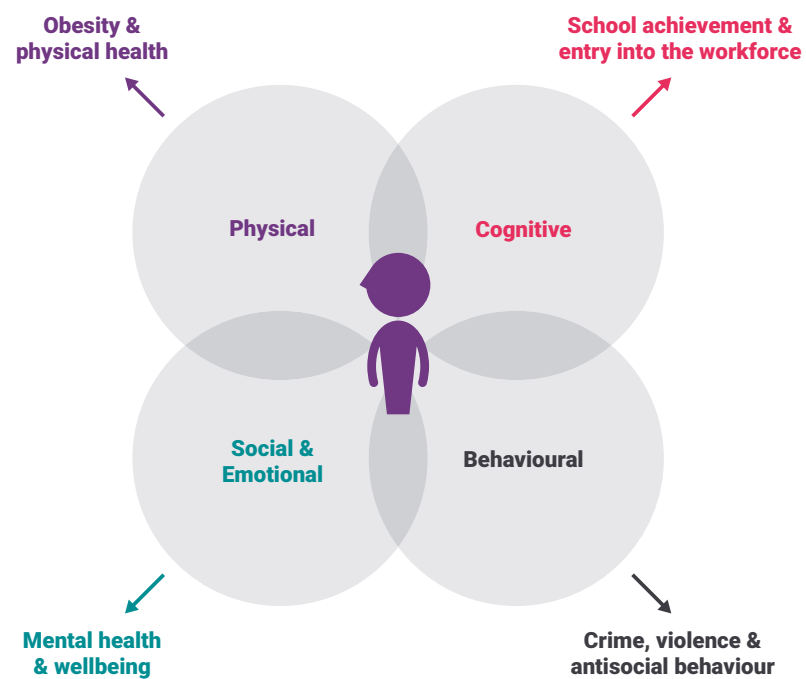 Obesity &
physical health
School achievement &
entry into the workforce
Physical
Cognitive
Social &
Emotional
Behavioural
Mental health
& wellbeing
Crime, violence &
antisocial behaviour